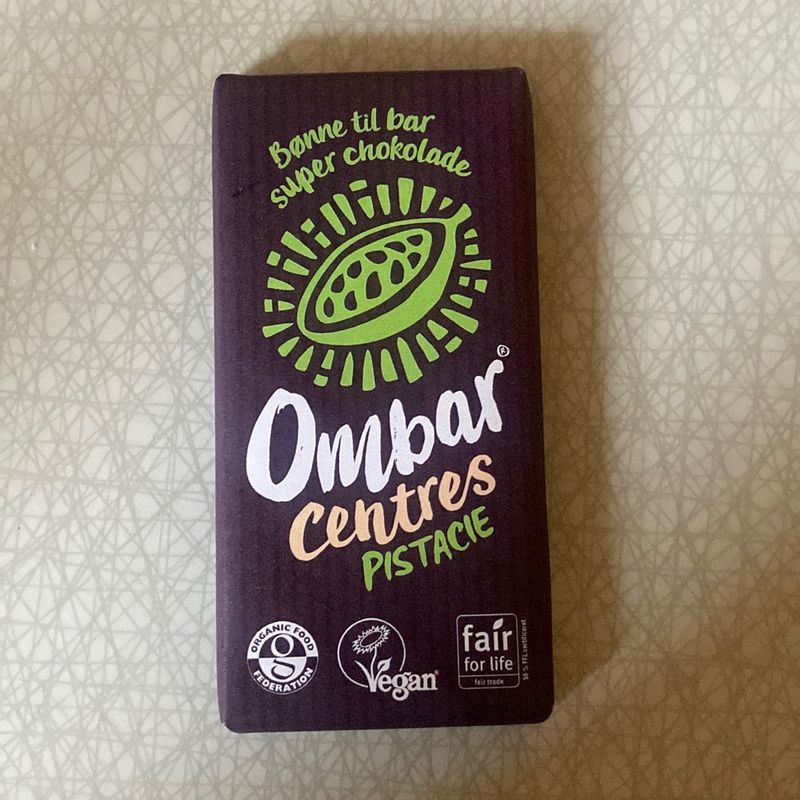 Bønne til bar
super chokolade
Ombar®
centres
PISTACIE
ORGANIC FOOD
FEDERATION
Vegan
fair
for life
fair trade